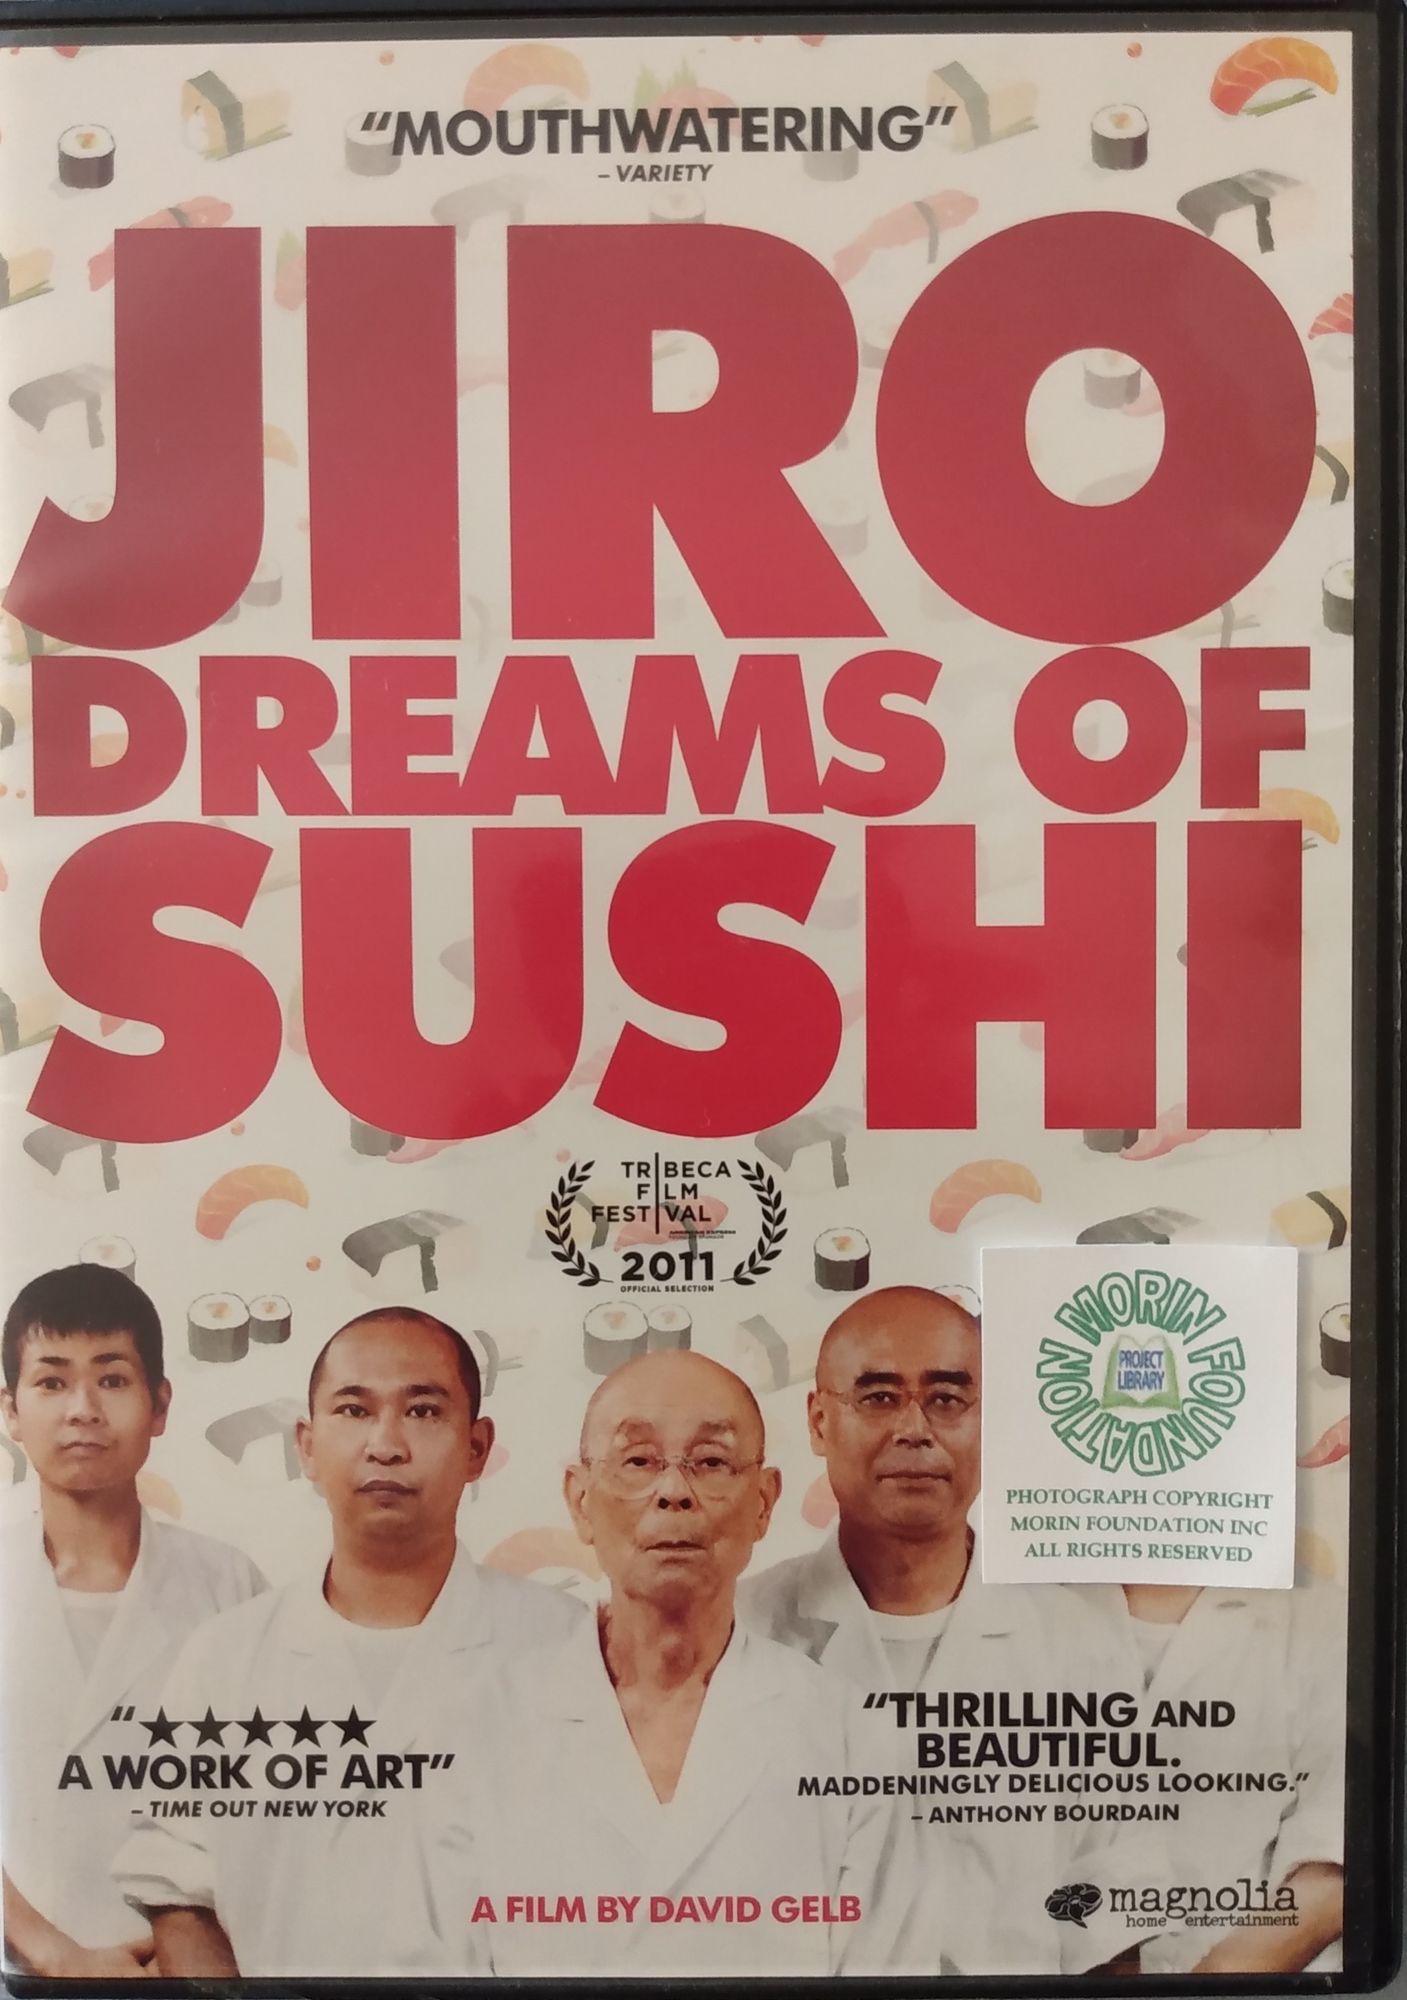 “MOUTHWATERING”
– VARIETY
JIRO
DREAMS OF
SUSHI
TRIBECA
FILM
FESTIVAL
2011
OFFICIAL SELECTION
MORIN FOUNDATION
PROJECT
LIBRARY
PHOTOGRAPH COPYRIGHT
MORIN FOUNDATION INC
ALL RIGHTS RESERVED
“★★★★★
A WORK OF ART”
– TIME OUT NEW YORK
“THRILLING AND
BEAUTIFUL.
MADDENINGLY DELICIOUS LOOKING.”
– ANTHONY BOURDAIN
A FILM BY DAVID GELB
magnolia
home entertainment